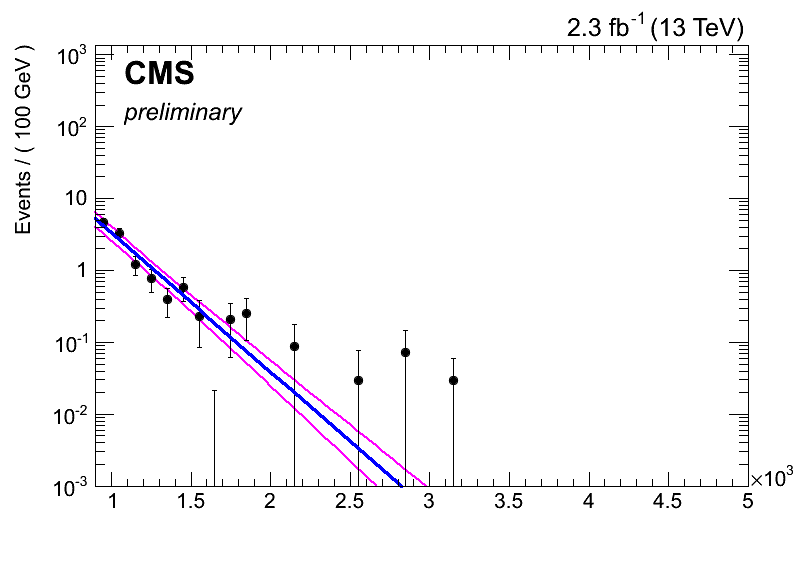 2.3 fb⁻¹ (13 TeV)
Events / ( 100 GeV )
CMS
preliminary
10³
10²
10
1
10⁻¹
10⁻²
10⁻³
1 1.5 2 2.5 3 3.5 4 4.5 5
×10³